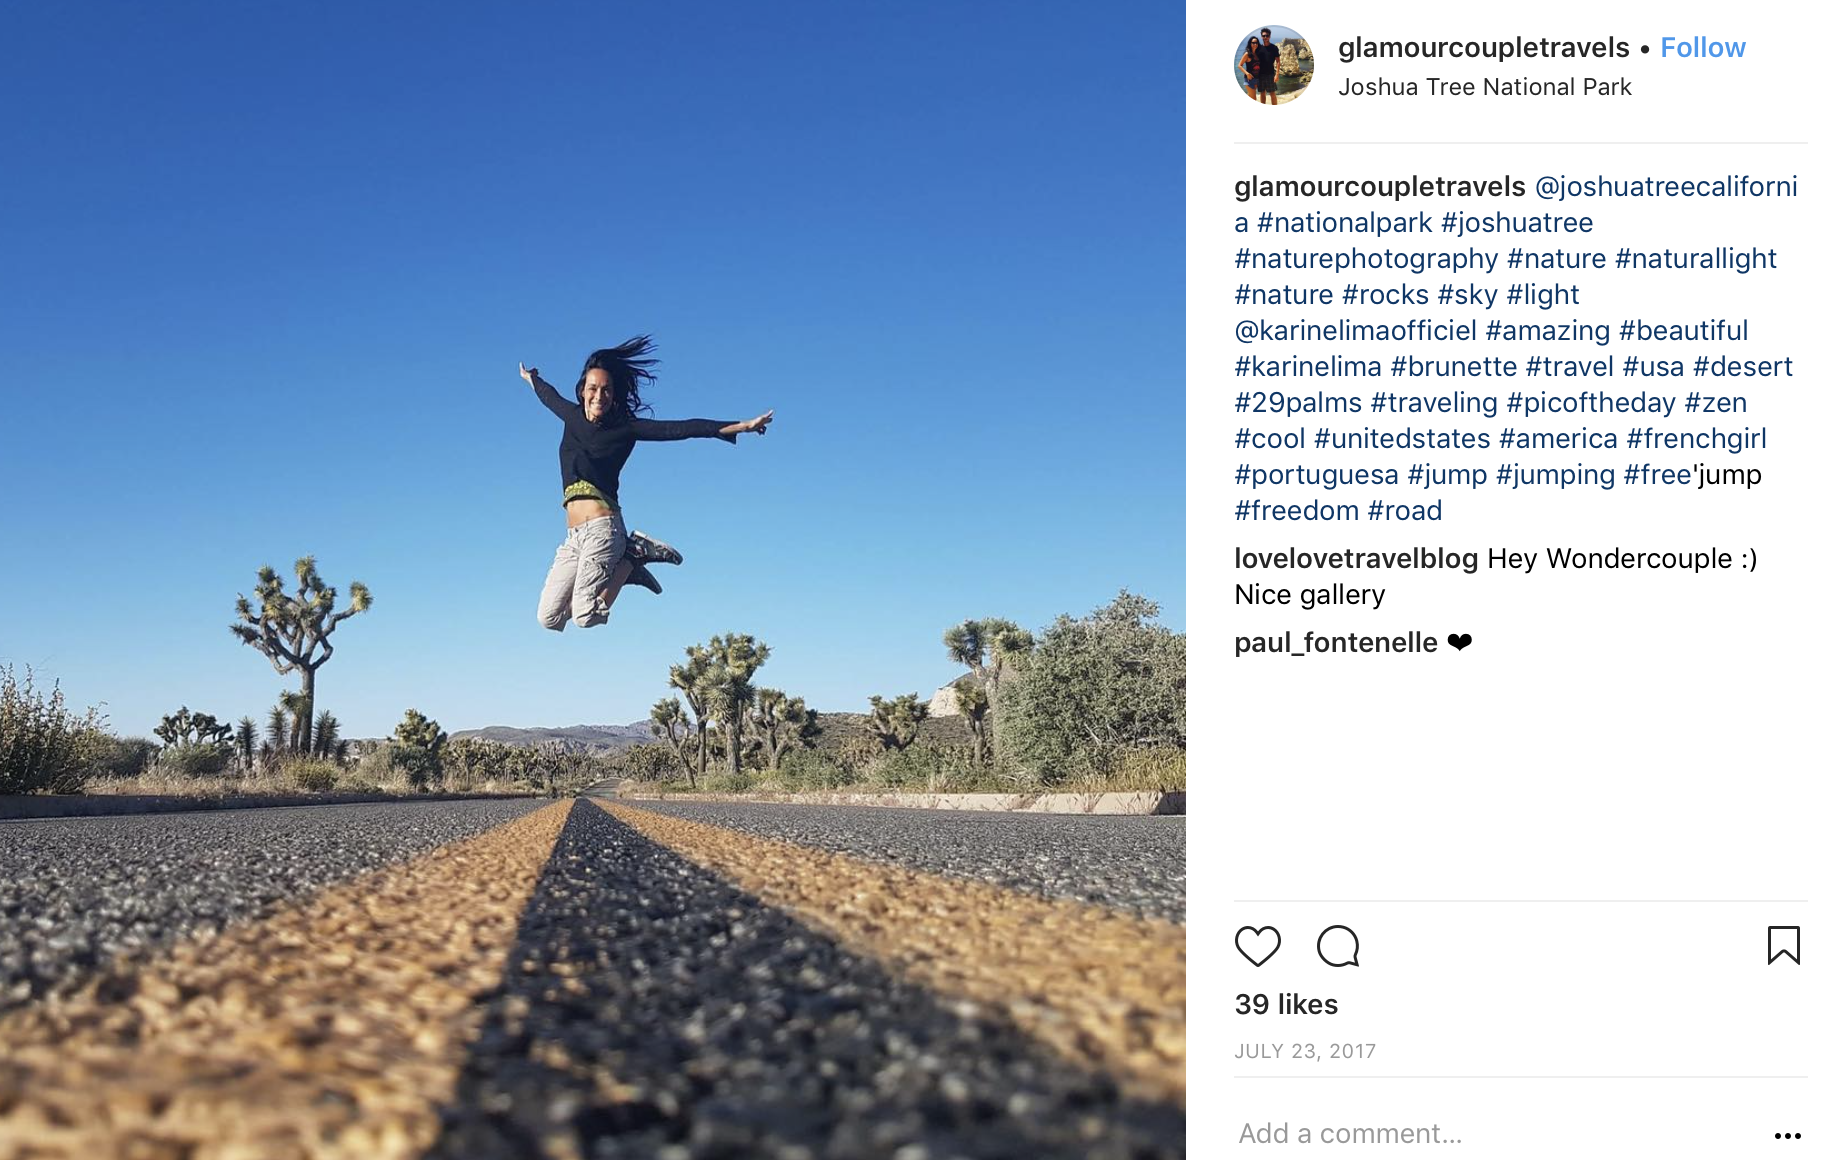 glamourcoupletravels • Follow
Joshua Tree National Park
glamourcoupletravels @joshuatreecaliforni
a #nationalpark #joshuatree
#naturephotography #nature #naturallight
#nature #rocks #sky #light
@karinelimaofficiel #amazing #beautiful
#karinelima #brunette #travel #usa #desert
#29palms #traveling #picoftheday #zen
#cool #unitedstates #america #frenchgirl
#portuguesa #jump #jumping #free'jump
#freedom #road
lovelovetravelblog Hey Wondercouple :)
Nice gallery
paul_fontenelle ❤
39 likes
JULY 23, 2017
Add a comment...